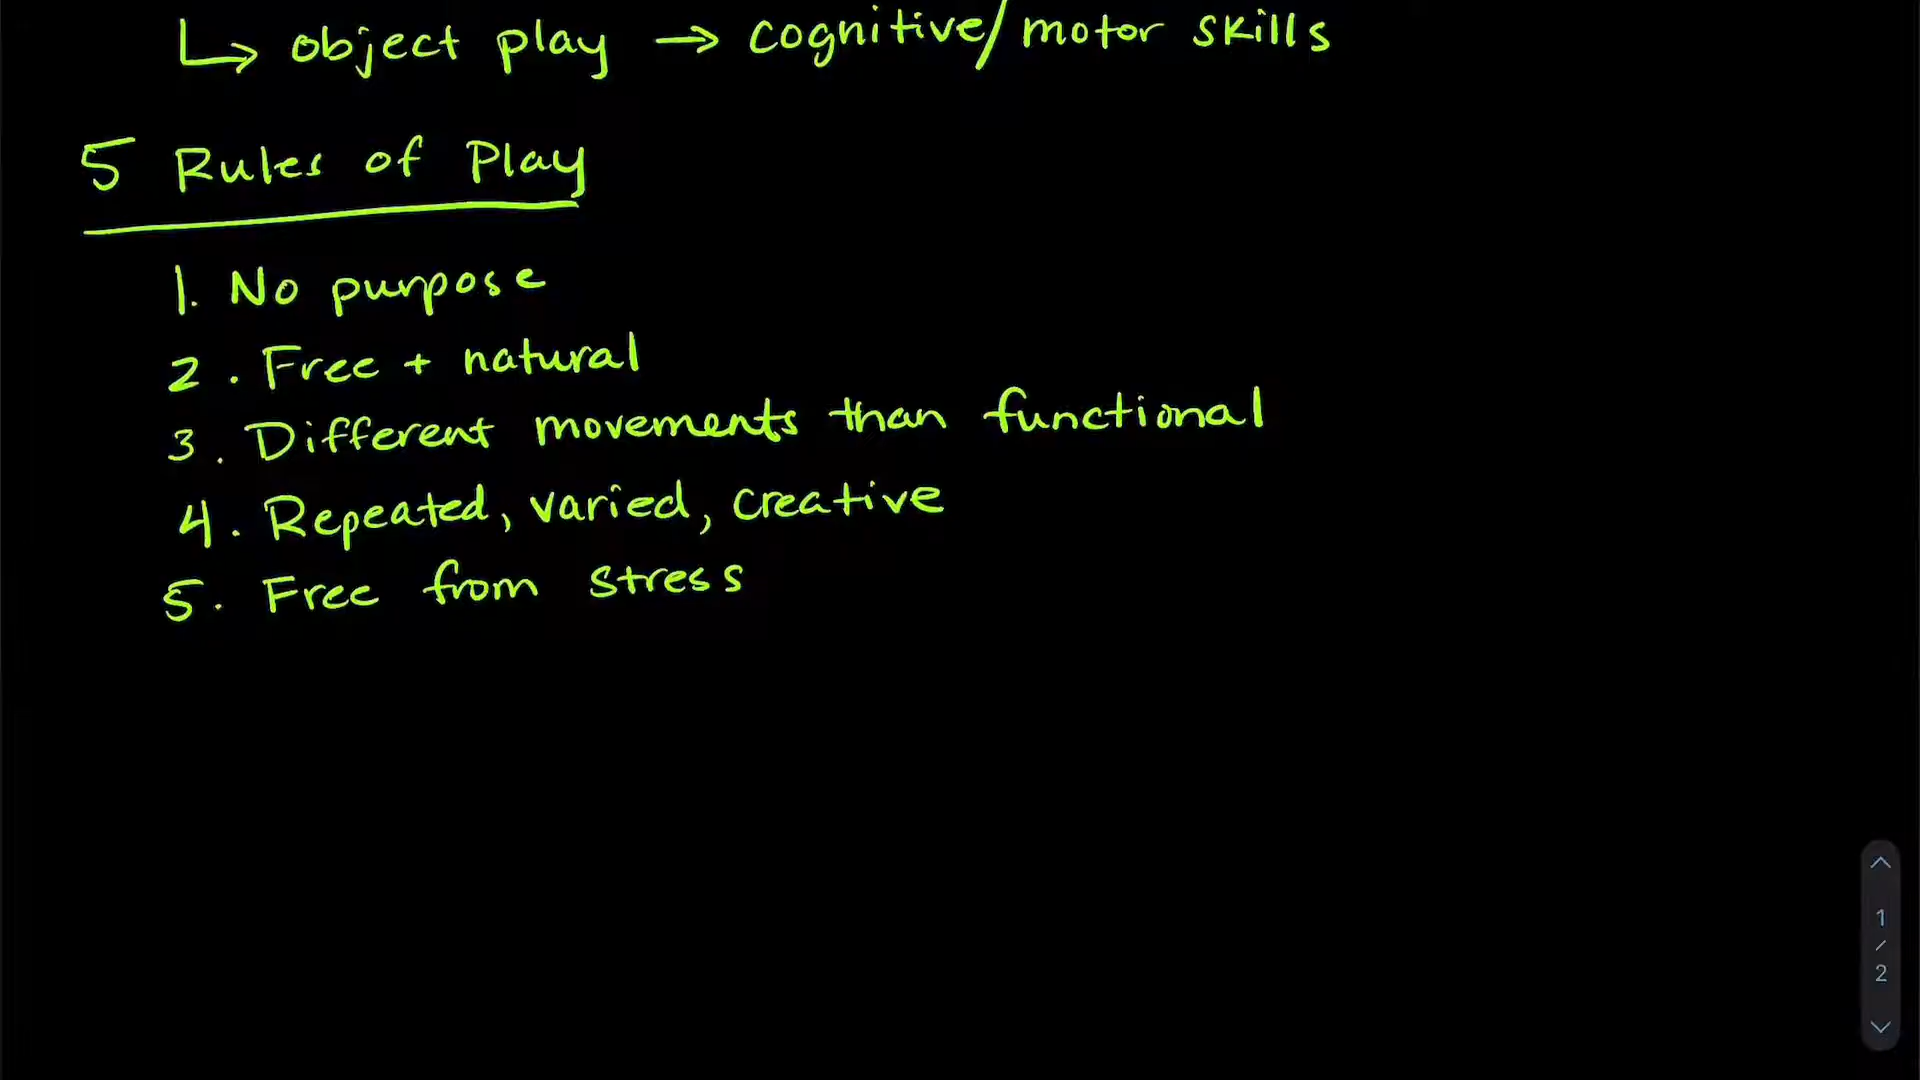 ↳ object play → cognitive/motor skills
5 Rules of Play
1. No purpose
2. Free + natural
3. Different movements than functional
4. Repeated, varied, creative
5. Free from stress
1
/
2